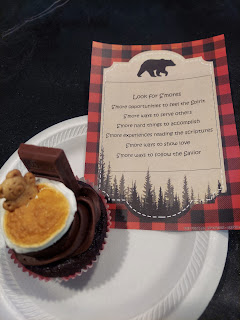 Look for S'mores
S'more opportunities to feel the Spirit
S'more ways to serve others
S'more hard things to accomplish
S'more experiences reading the scriptures
S'more ways to show love
S'more ways to follow the Savior